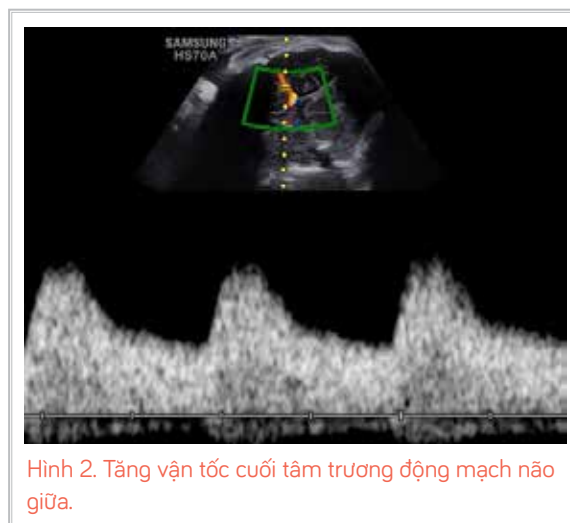 SAMSUNG
HS70A
Hình 2. Tăng vận tốc cuối tâm trương động mạch não
giữa.